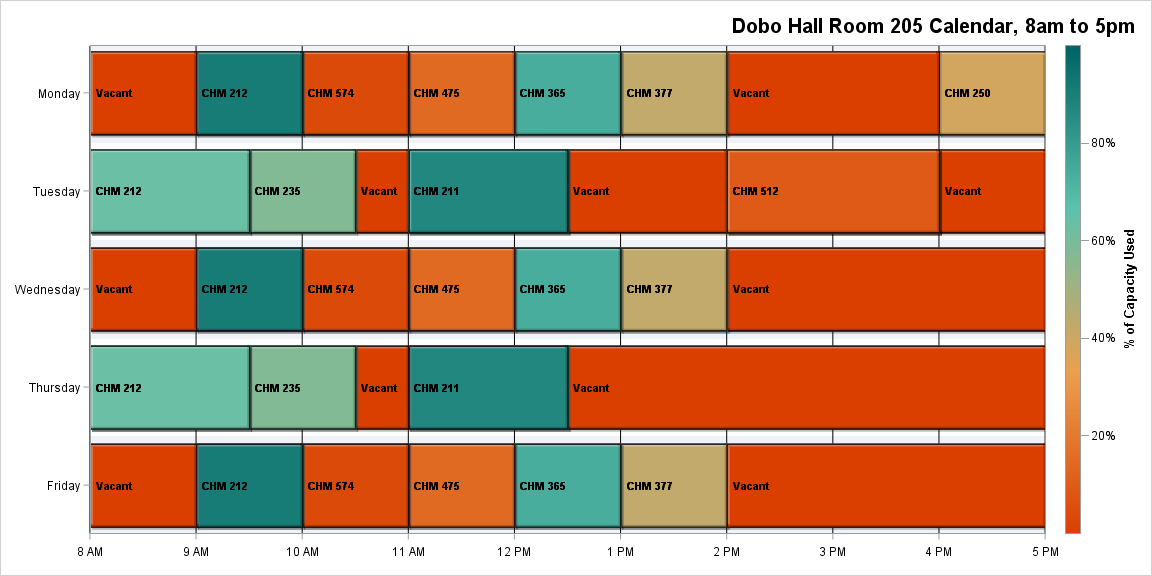 Dobo Hall Room 205 Calendar, 8am to 5pm
Monday Vacant CHM 212 CHM 574 CHM 475 CHM 365 CHM 377 Vacant CHM 250
Tuesday CHM 212 CHM 235 Vacant CHM 211 Vacant CHM 512 Vacant
Wednesday Vacant CHM 212 CHM 574 CHM 475 CHM 365 CHM 377 Vacant
Thursday CHM 212 CHM 235 Vacant CHM 211 Vacant
Friday Vacant CHM 212 CHM 574 CHM 475 CHM 365 CHM 377 Vacant
8 AM 9 AM 10 AM 11 AM 12 PM 1 PM 2 PM 3 PM 4 PM 5 PM
80%
60%
40%
20%
% of Capacity Used